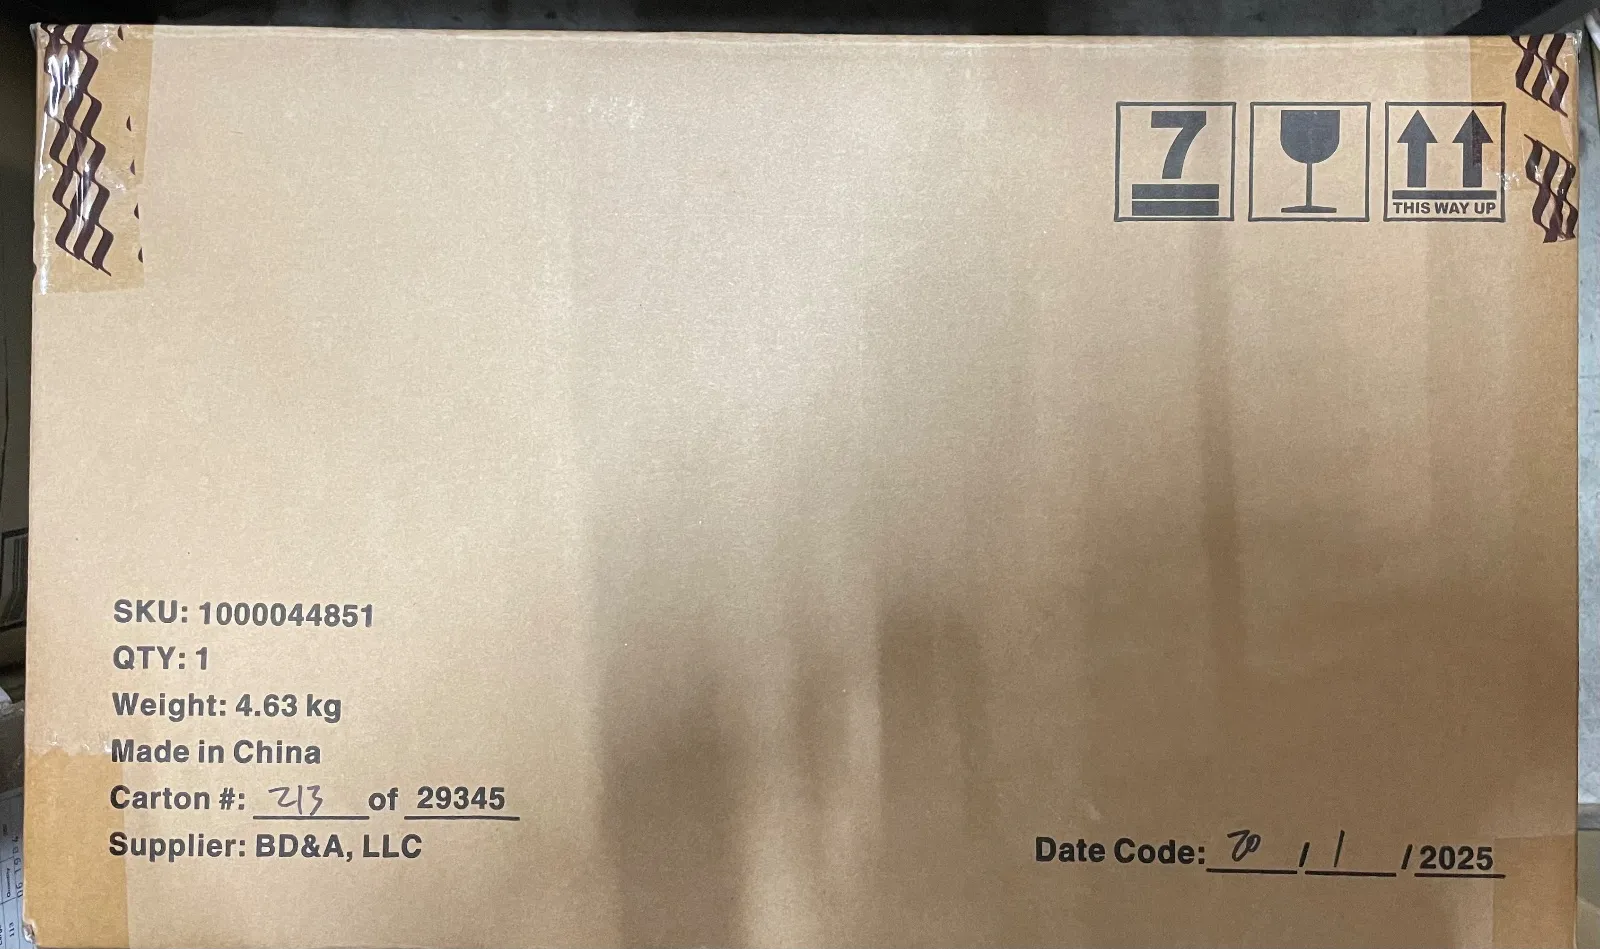 7
THIS WAY UP
SKU: 1000044851
QTY: 1
Weight: 4.63 kg
Made in China
Carton #: 213 of 29345
Supplier: BD&A, LLC
Date Code: 20 / 1 / 2025